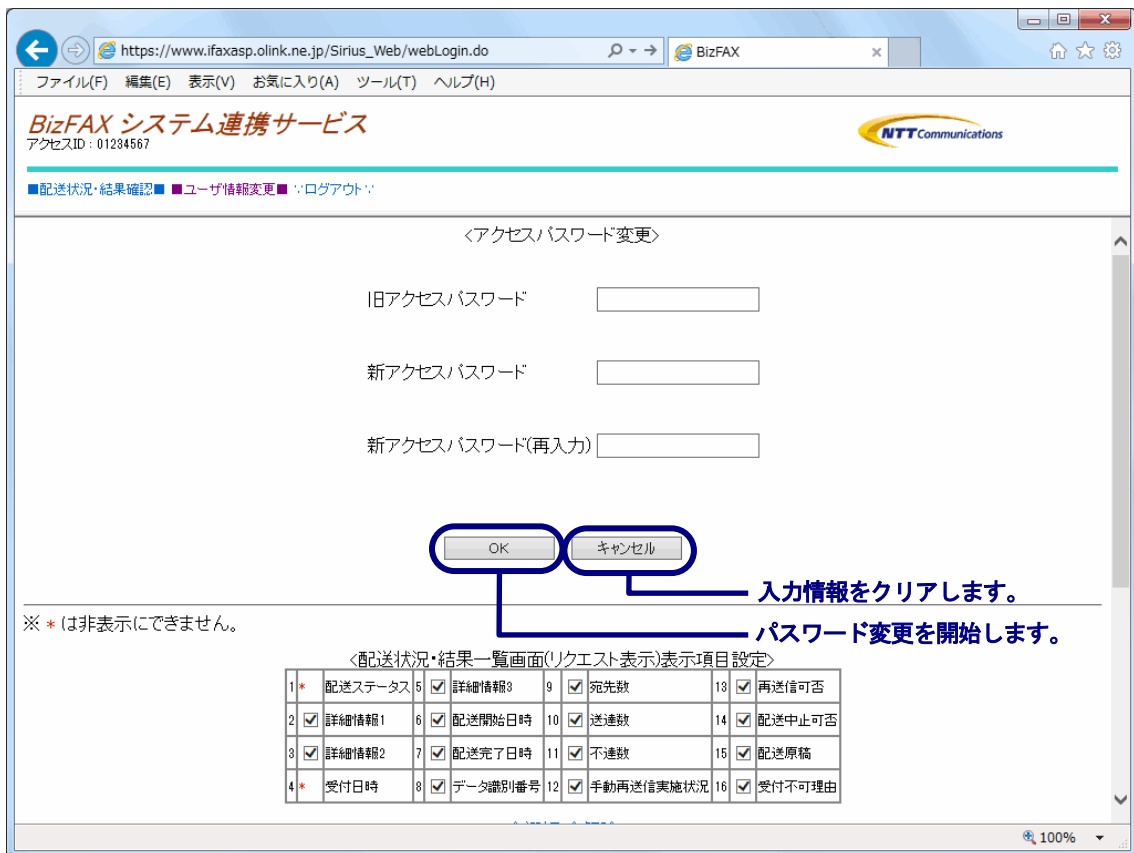 https://www.ifaxasp.olink.ne.jp/Sirius_Web/webLogin.do
BizFAX
ファイル(F) 編集(E) 表示(V) お気に入り(A) ツール(T) ヘルプ(H)
BizFAX システム連携サービス
アクセスID : 01234567
NTT Communications
■配送状況・結果確認■ ■ユーザ情報変更■ ∵ログアウト∵
<アクセスパスワード変更>
旧アクセスパスワード
新アクセスパスワード
新アクセスパスワード(再入力)
OK キャンセル
入力情報をクリアします。
※ * は非表示にできません。
パスワード変更を開始します。
<配送状況・結果一覧画面(リクエスト表示)表示項目設定>
1 * 配送ステータス 5 詳細情報3 9 宛先数 13 再送信可否
2 詳細情報1 6 配送開始日時 10 送達数 14 配送中止可否
3 詳細情報2 7 配送完了日時 11 不達数 15 配送原稿
4 * 受付日時 8 データ識別番号 12 手動再送信実施状況 16 受付不可理由
100%